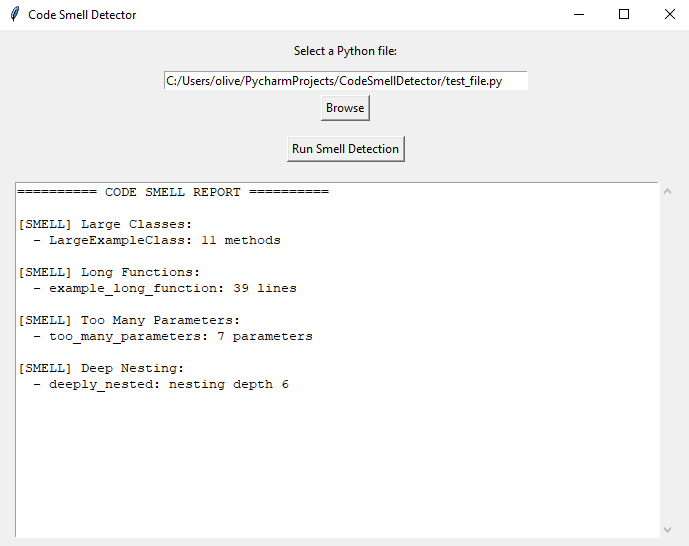 Code Smell Detector
Select a Python file:
C:/Users/olive/PycharmProjects/CodeSmellDetector/test_file.py
Browse
Run Smell Detection
========== CODE SMELL REPORT ==========
[SMELL] Large Classes:
- LargeExampleClass: 11 methods
[SMELL] Long Functions:
- example_long_function: 39 lines
[SMELL] Too Many Parameters:
- too_many_parameters: 7 parameters
[SMELL] Deep Nesting:
- deeply_nested: nesting depth 6